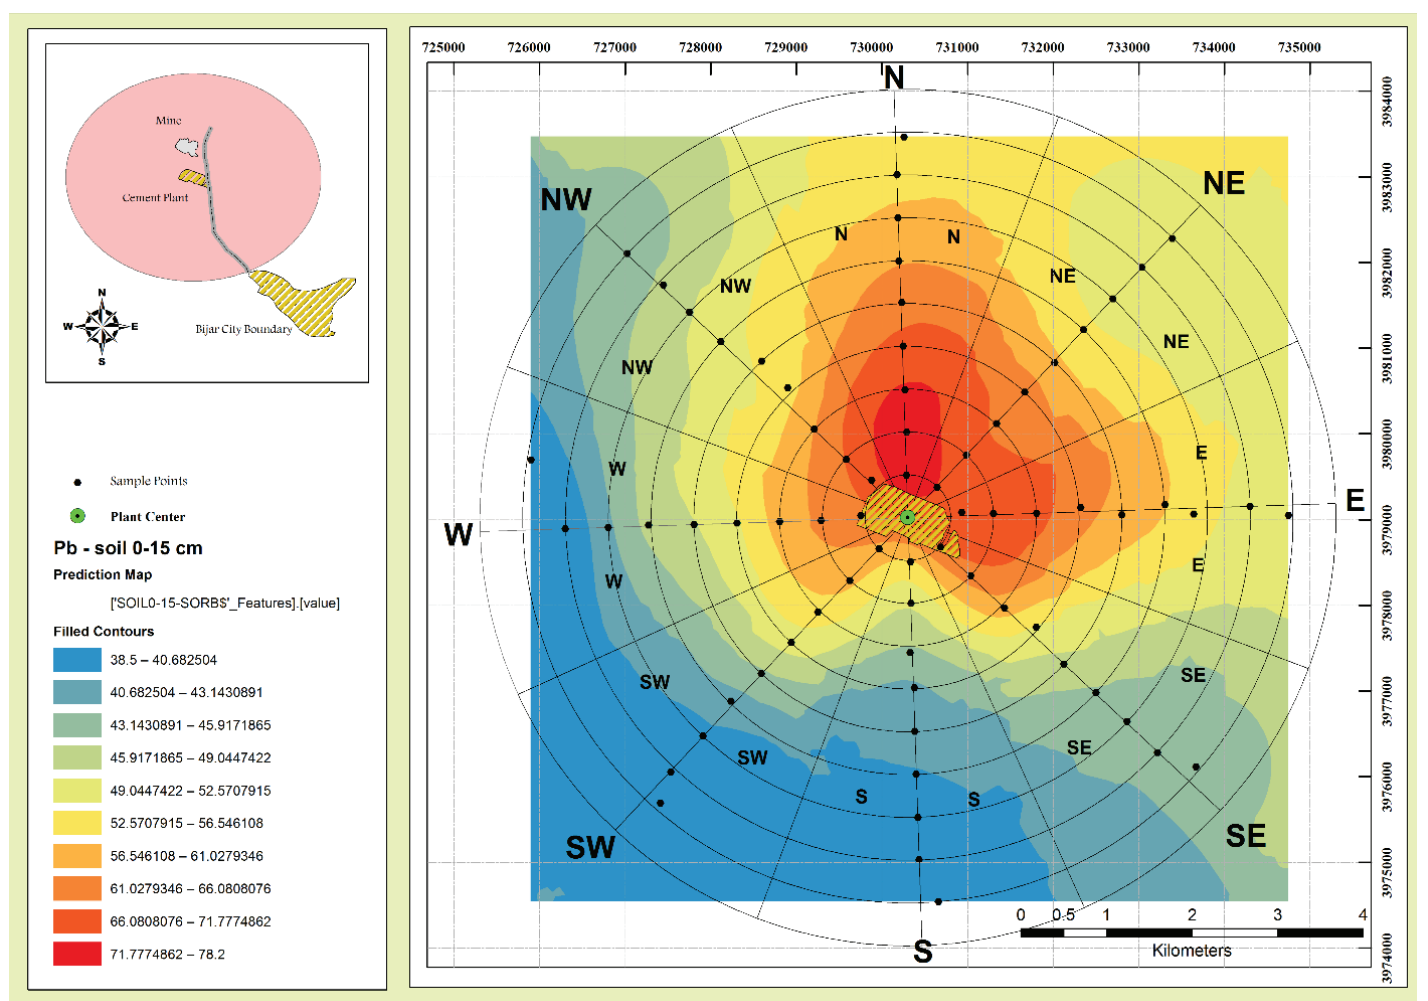 Mine
Cement Plant
N
W
E
S
Bijar City Boundary
Sample Points
Plant Center
Pb - soil 0-15 cm
Prediction Map
['SOIL0-15-SORB$'_Features].[value]
Filled Contours
38.5 – 40.682504
40.682504 – 43.1430891
43.1430891 – 45.9171865
45.9171865 – 49.0447422
49.0447422 – 52.5707915
52.5707915 – 56.546108
56.546108 – 61.0279346
61.0279346 – 66.0808076
66.0808076 – 71.7774862
71.7774862 – 78.2
725000 726000 727000 728000 729000 730000 731000 732000 733000 734000 735000
N
3984000
3983000
3982000
3981000
3980000
3979000
3978000
3977000
3976000
3975000
3974000
NW
NE
N
N
NW
NE
NW
NE
W
E
W
E
W
E
SW
SE
SW
SE
S
S
SW
SE
S
0 0.5 1 2 3 4
Kilometers